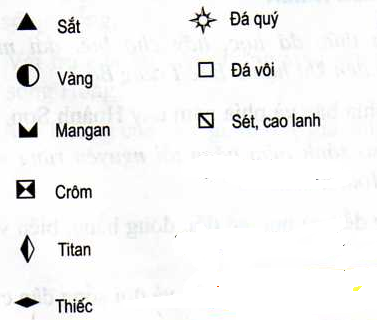 Sắt
Vàng
Mangan
Crôm
Titan
Thiếc
Đá quý
Đá vôi
Sét, cao lanh